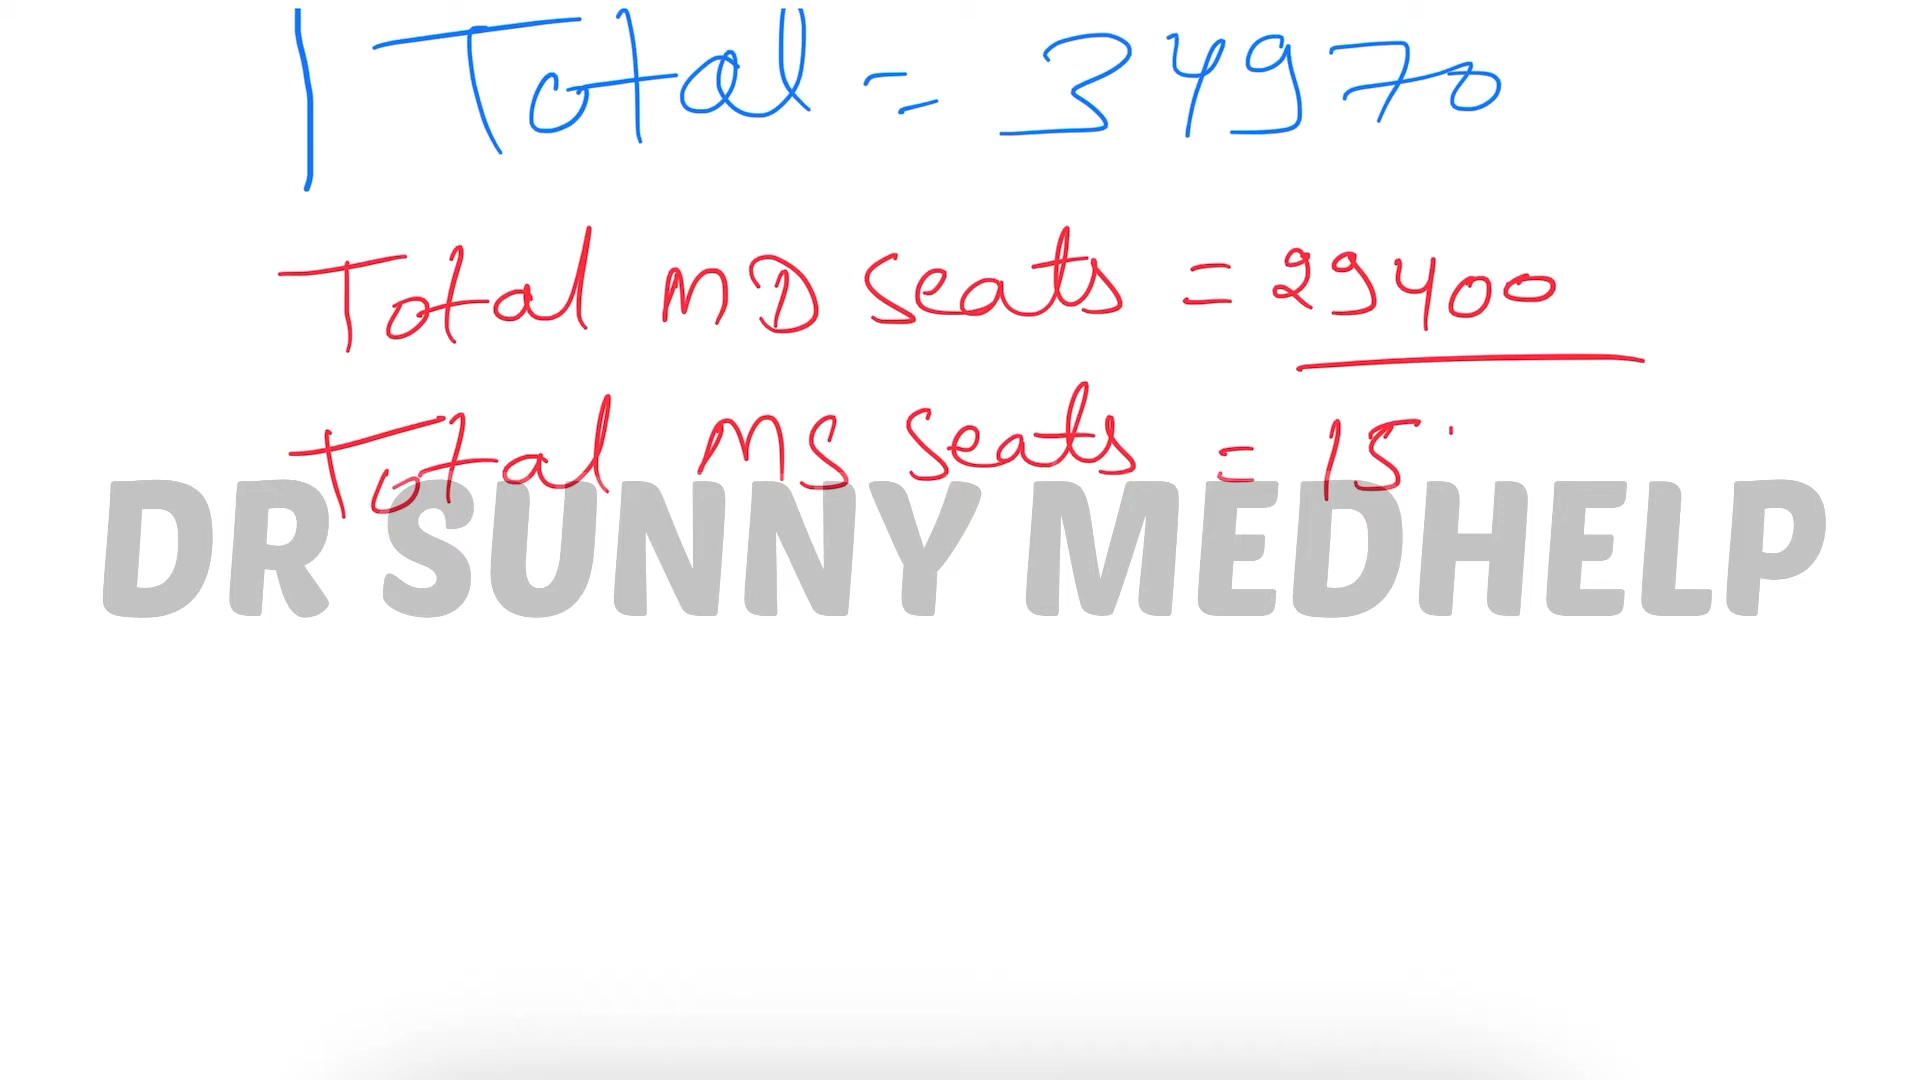 Total = 34970
Total MD seats = 29400
Total MS seats = 15
DR SUNNY MEDHELP